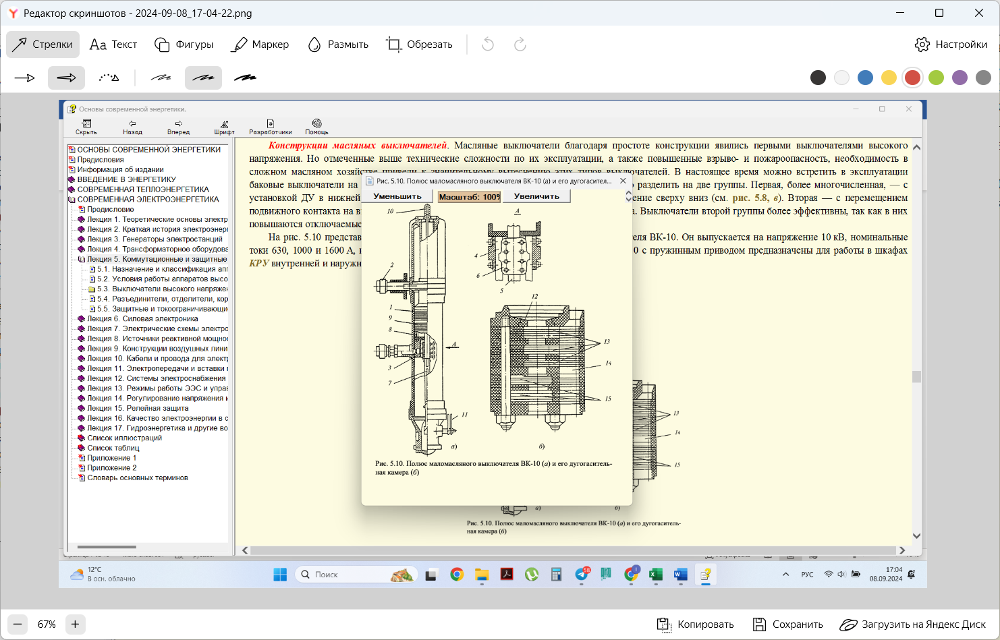 Редактор скриншотов - 2024-09-08_17-04-22.png
Стрелки
Текст
Фигуры
Маркер
Размыть
Обрезать
Настройки
Основы современной энергетики.
Скрыть
Назад
Вперед
Шрифт
Разработчики
Помощь
ОСНОВЫ СОВРЕМЕННОЙ ЭНЕРГЕТИКИ
Предисловия
Информация об издании
ВВЕДЕНИЕ В ЭНЕРГЕТИКУ
СОВРЕМЕННАЯ ТЕПЛОЭНЕРГЕТИКА
СОВРЕМЕННАЯ ЭЛЕКТРОЭНЕРГЕТИКА
Предисловие
Лекция 1. Теоретические основы электр
Лекция 2. Краткая история электроэнер
Лекция 3. Генераторы электростанций
Лекция 4. Трансформаторное оборудова
Лекция 5. Коммутационные и защитные
5.1. Назначение и классификация апп
5.2. Условия работы аппаратов высо
5.3. Выключатели высокого напряжен
5.4. Разъединители, отделители, кор
5.5. Защитные и токоограничивающи
Лекция 6. Силовая электроника
Лекция 7. Электрические схемы электро
Лекция 8. Источники реактивной мощнос
Лекция 9. Конструкции воздушных лини
Лекция 10. Кабели и провода для элект
Лекция 11. Электропередачи и вставки п
Лекция 12. Системы электроснабжения
Лекция 13. Режимы работы ЭЭС и управ
Лекция 14. Регулирование напряжения и
Лекция 15. Релейная защита
Лекция 16. Качество электроэнергии в с
Лекция 17. Гидроэнергетика и другие во
Список иллюстраций
Список таблиц
Приложение 1
Приложение 2
Словарь основных терминов
Конструкции масляных выключателей. Масляные выключатели благодаря простоте конструкции явились первыми выключателями высокого
напряжения. Но отмеченные выше технические сложности по их эксплуатации, а также повышенные взрыво- и пожароопасность, необходимость в
сложном масляном хозяйстве привели к значительному вытеснению этих типов выключателей. В настоящее время можно встретить в эксплуатации
баковые выключатели на разделить на две группы. Первая, более многочисленная, — с
установкой ДУ в нижней ение сверху вниз (см. рис. 5.8, в). Вторая — с перемещением
подвижного контакта на в а. Выключатели второй группы более эффективны, так как в них
повышаются отключаемые
На рис. 5.10 представ теля ВК-10. Он выпускается на напряжение 10 кВ, номинальные
токи 630, 1000 и 1600 А, 0 с пружинным приводом предназначены для работы в шкафах
КРУ внутренней и наружн
Рис. 5.10. Полюс маломасляного выключателя ВК-10 (а) и его дугогасител...
Уменьшить
Масштаб: 100%
Увеличить
10
А
2
4
6
5
12
1
9
8
А
3
7
13
14
15
11
а)
б)
Рис. 5.10. Полюс маломасляного выключателя ВК-10 (а) и его дугогаситель-
ная камера (б)
13
14
15
а)
б)
Рис. 5.10. Полюс маломасляного выключателя ВК-10 (а) и его дугогаситель-
ная камера (б)
12°C
В осн. облачно
Поиск
58
РУС
17:04
08.09.2024
67%
Копировать
Сохранить
Загрузить на Яндекс Диск